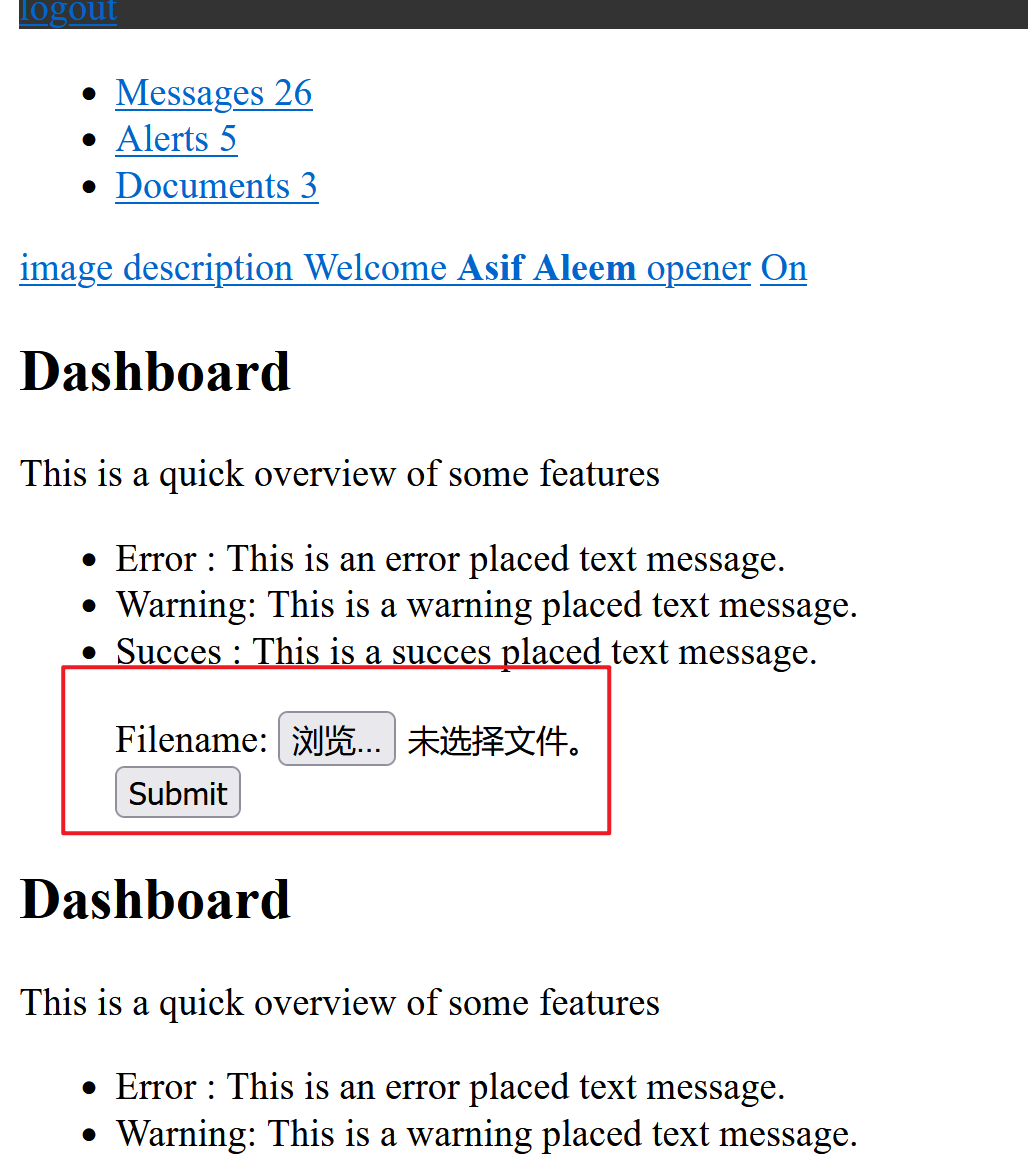 logout
Messages 26
Alerts 5
Documents 3
image description Welcome Asif Aleem opener On
Dashboard
This is a quick overview of some features
Error : This is an error placed text message.
Warning: This is a warning placed text message.
Succes : This is a succes placed text message.
Filename: 浏览... 未选择文件。
Submit
Dashboard
This is a quick overview of some features
Error : This is an error placed text message.
Warning: This is a warning placed text message.